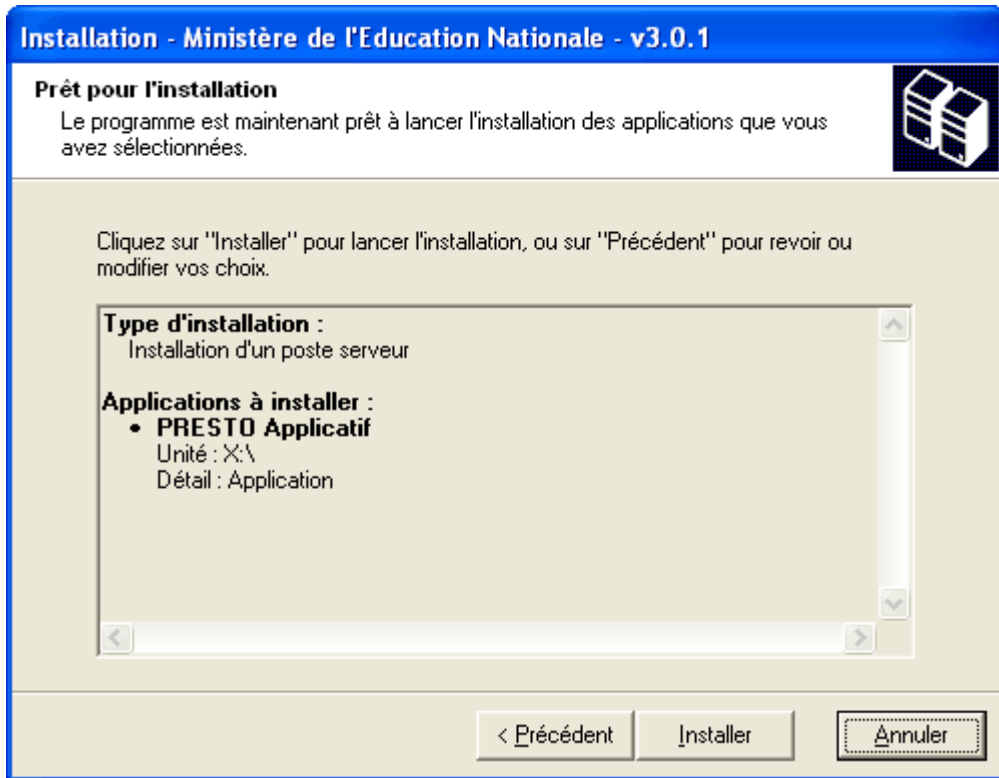 Installation - Ministère de l'Education Nationale - v3.0.1
Prêt pour l'installation
Le programme est maintenant prêt à lancer l'installation des applications que vous
avez sélectionnées.
Cliquez sur "Installer" pour lancer l'installation, ou sur "Précédent" pour revoir ou
modifier vos choix.
Type d'installation :
Installation d'un poste serveur
Applications à installer :
• PRESTO Applicatif
Unité : X:\
Détail : Application
< Précédent Installer Annuler